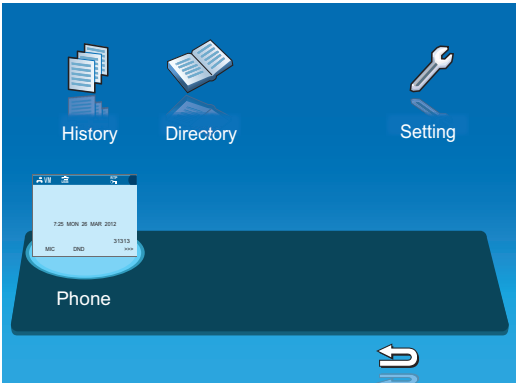 History Directory Setting
VM
7:25 MON 26 MAR 2012
31313
MIC DND >>>
Phone